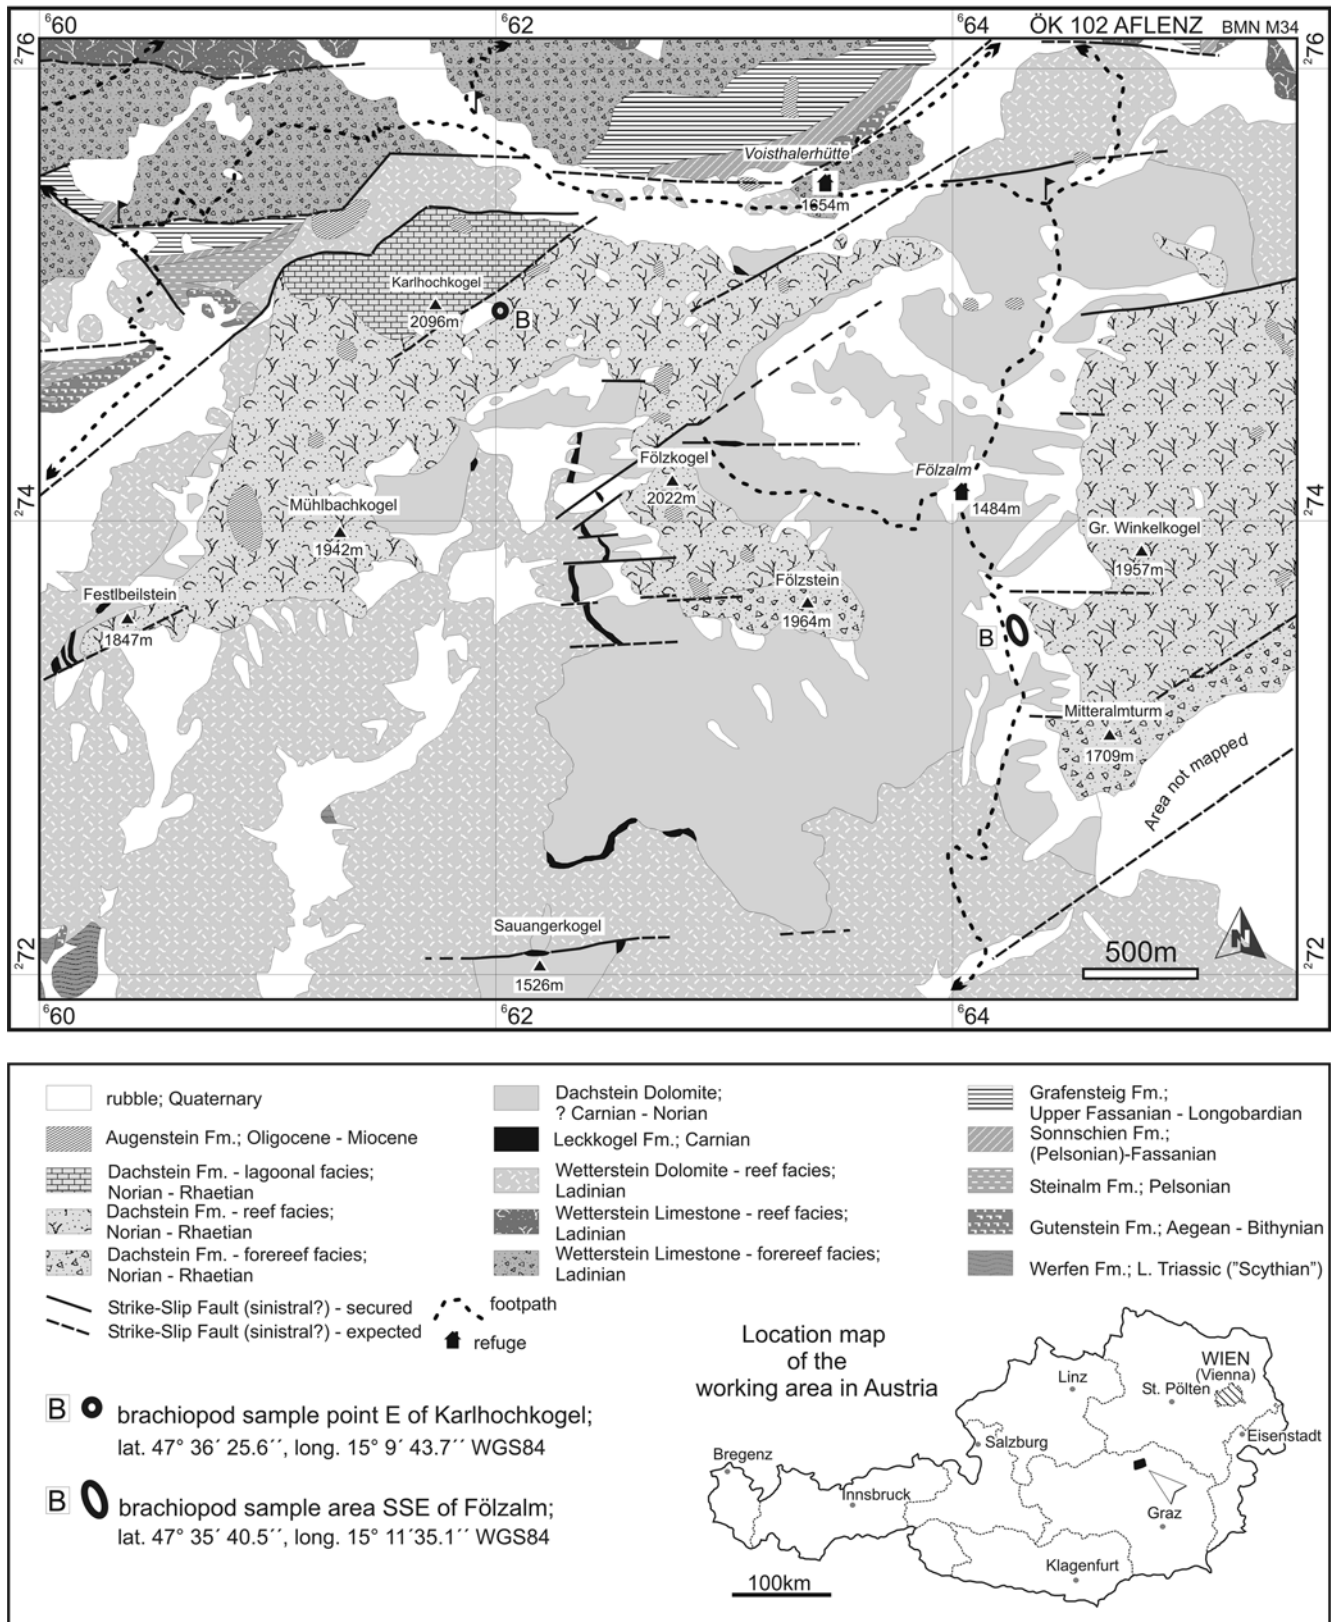 ⁶60
⁶62
⁶64
ÖK 102 AFLENZ BMN M34
²76
²76
Voisthalerhütte
1654m
Karlhochkogel
2096m
B
Fölzkogel
2022m
Fölzalm
1484m
²74
²74
Mühlbachkogel
1942m
Gr. Winkelkogel
1957m
Festlbeilstein
1847m
Fölzstein
1964m
B
Mitteralmturm
1709m
Area not mapped
Sauangerkogel
1526m
500m
N
²72
²72
⁶60
⁶62
⁶64
rubble; Quaternary
Augenstein Fm.; Oligocene - Miocene
Dachstein Fm. - lagoonal facies;
Norian - Rhaetian
Dachstein Fm. - reef facies;
Norian - Rhaetian
Dachstein Fm. - forereef facies;
Norian - Rhaetian
Strike-Slip Fault (sinistral?) - secured
Strike-Slip Fault (sinistral?) - expected
Dachstein Dolomite;
? Carnian - Norian
Leckkogel Fm.; Carnian
Wetterstein Dolomite - reef facies;
Ladinian
Wetterstein Limestone - reef facies;
Ladinian
Wetterstein Limestone - forereef facies;
Ladinian
footpath
refuge
Grafensteig Fm.;
Upper Fassanian - Longobardian
Sonnschien Fm.;
(Pelsonian)-Fassanian
Steinalm Fm.; Pelsonian
Gutenstein Fm.; Aegean - Bithynian
Werfen Fm.; L. Triassic ("Scythian")
B brachiopod sample point E of Karlhochkogel;
lat. 47° 36´ 25.6´´, long. 15° 9´ 43.7´´ WGS84
B brachiopod sample area SSE of Fölzalm;
lat. 47° 35´ 40.5´´, long. 15° 11´35.1´´ WGS84
Location map
of the
working area in Austria
WIEN
(Vienna)
Linz
St. Pölten
Eisenstadt
Salzburg
Bregenz
Innsbruck
Graz
Klagenfurt
100km